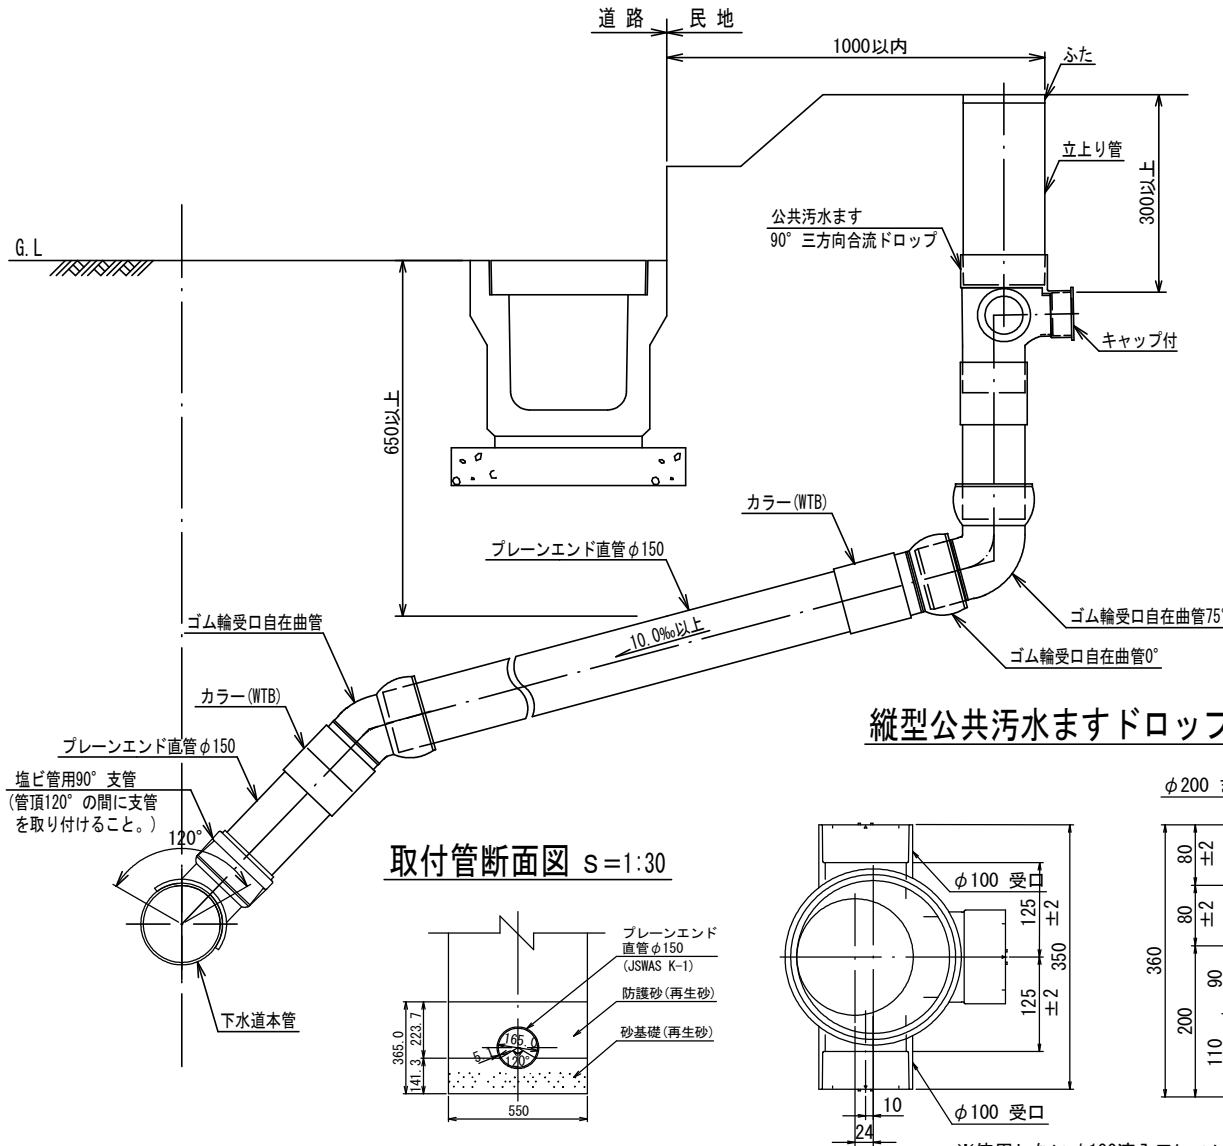 道 路
民 地
1000以内
ふた
立上り管
300以上
公共汚水ます
90° 三方向合流ドロップ
キャップ付
G.L
650以上
カラー(WTB)
プレーンエンド直管φ150
10.0‰以上
ゴム輪受口自在曲管75°
ゴム輪受口自在曲管0°
ゴム輪受口自在曲管
カラー(WTB)
プレーンエンド直管φ150
塩ビ管用90° 支管
(管頂120° の間に支管
を取り付けること。)
120°
下水道本管
取付管断面図 S=1:30
プレーンエンド
直管φ150
(JSWAS K-1)
防護砂(再生砂)
砂基礎(再生砂)
365.0
223.7
141.3
165.0
5.1
120°
550
縦型公共汚水ますドロップ
φ200
φ100 受口
125
±2
350
125
±2
φ100 受口
10
24
360
80
±2
80
±2
200
90
110